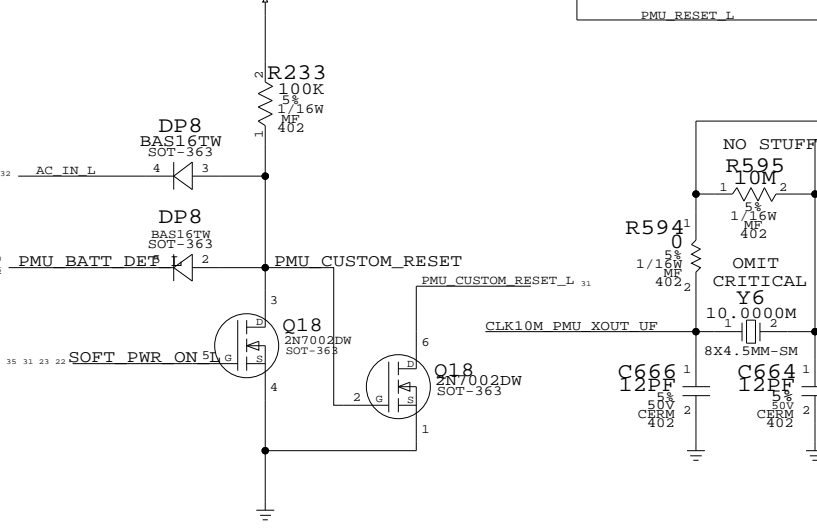 PMU_RESET_L
2
R233
100K
5%
1/16W
MF
402
1
DP8
BAS16TW
SOT-363
32 AC_IN_L 4 3
DP8
BAS16TW
SOT-363
PMU_BATT_DET_L 5 2
PMU_CUSTOM_RESET
3
D
Q18
2N7002DW
SOT-363
35 31 23 22 SOFT_PWR_ON_L 5 G S
4
PMU_CUSTOM_RESET_L 31
6
D
Q18
2N7002DW
SOT-363
2 G S
1
NO STUFF
R595
10M
1 2
5%
1/16W
MF
402
R594
1
0
5%
1/16W
MF
402
2
OMIT
CRITICAL
Y6
10.0000M
1 2
8X4.5MM-SM
CLK10M_PMU_XOUT_UF
C666
1
12PF
5%
50V
CERM
402
2
C664
1
12PF
5%
50V
CERM
402
2